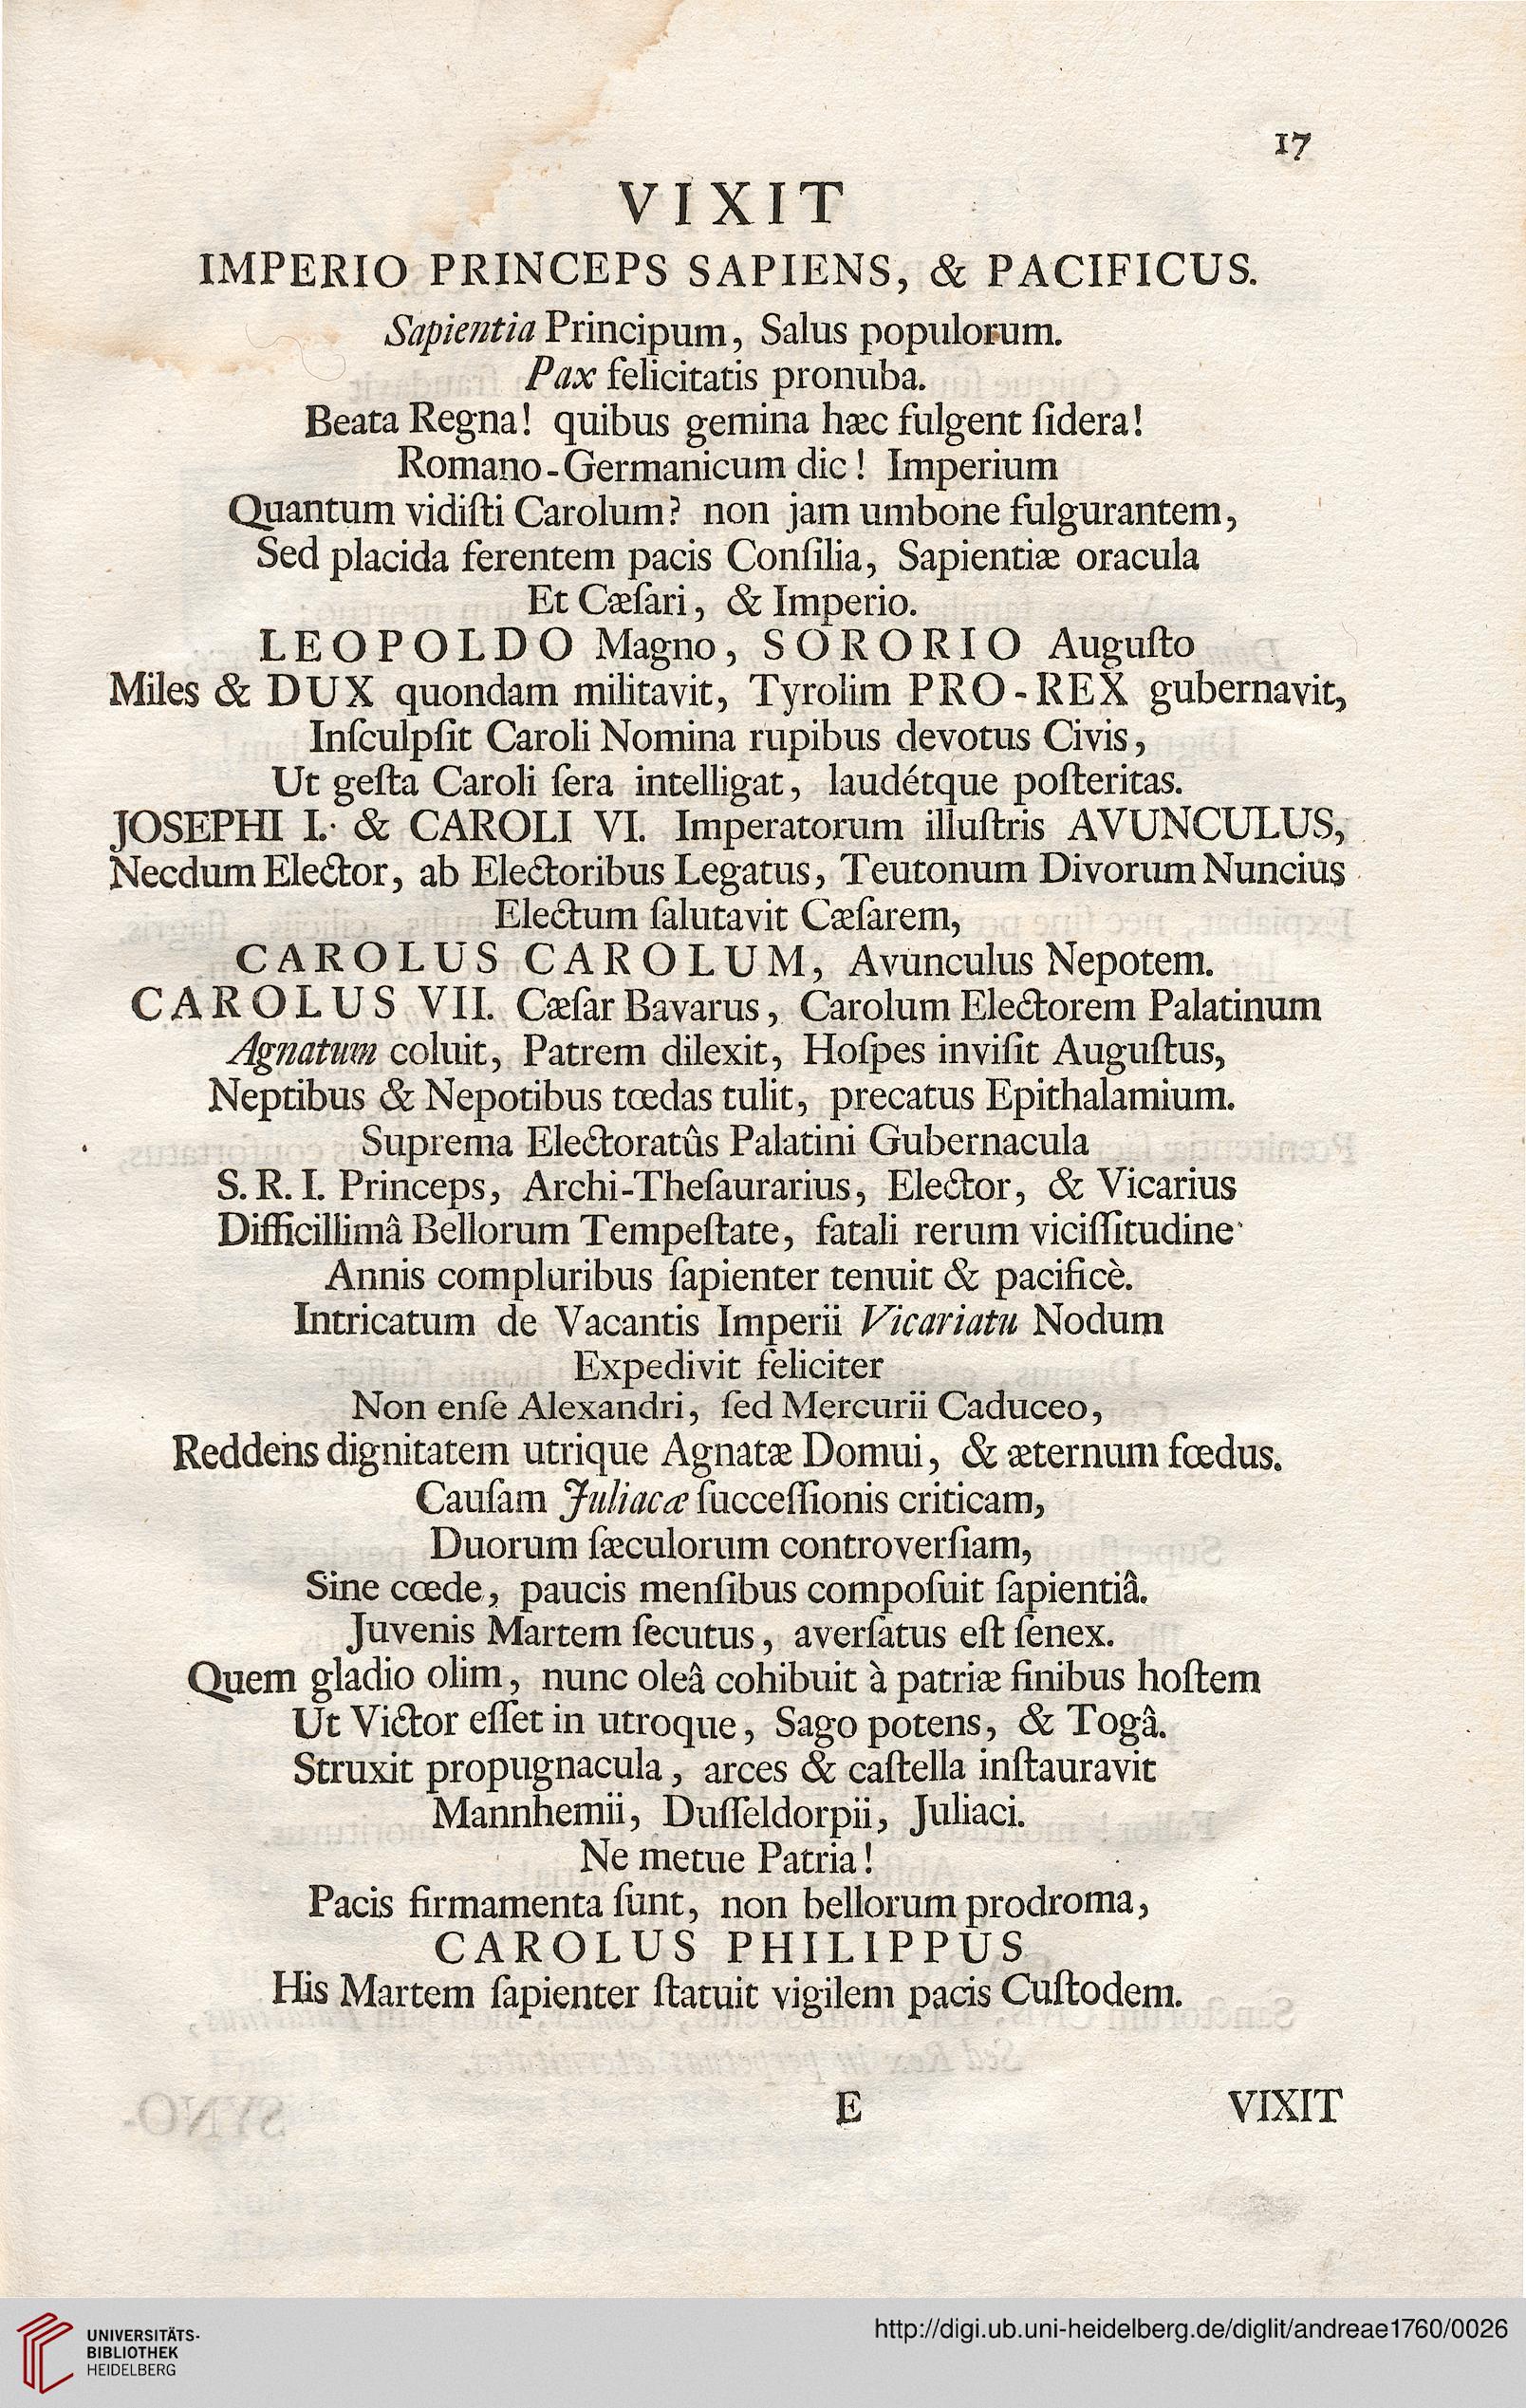 17
VIXIT
IMPERIO PRINCEPS SAPIENS, & PACIFICUS.
Sapientia Principum, Salus populorum.
Pax felicitatis pronuba.
Beata Regna! quibus gemina hæc fulgent ſidera!
Romano-Germanicum dic! Imperium
Quantum vidiſti Carolum? non jam umbone fulgurantem,
Sed placida ferentem pacis Conſilia, Sapientiæ oracula
Et Cæſari, & Imperio.
LEOPOLDO Magno, SORORIO Auguſto
Miles & DUX quondam militavit, Tyrolim PRO-REX gubernavit,
Inſculpſit Caroli Nomina rupibus devotus Civis,
Ut geſta Caroli ſera intelligat, laudétque poſteritas.
JOSEPHI I. & CAROLI VI. Imperatorum illuſtris AVUNCULUS,
Necdum Elector, ab Electoribus Legatus, Teutonum Divorum Nuncius
Electum ſalutavit Cæſarem,
CAROLUS CAROLUM, Avunculus Nepotem.
CAROLUS VII. Cæſar Bavarus, Carolum Electorem Palatinum
Agnatum coluit, Patrem dilexit, Hoſpes inviſit Auguſtus,
Neptibus & Nepotibus tœdas tulit, precatus Epithalamium.
Suprema Electoratûs Palatini Gubernacula
S. R. I. Princeps, Archi-Theſaurarius, Elector, & Vicarius
Difficillimâ Bellorum Tempeſtate, fatali rerum viciſſitudine
Annis compluribus ſapienter tenuit & pacificè.
Intricatum de Vacantis Imperii Vicariatu Nodum
Expedivit feliciter
Non enſe Alexandri, ſed Mercurii Caduceo,
Reddens dignitatem utrique Agnatæ Domui, & æternum fœdus.
Cauſam Juliacæ ſucceſſionis criticam,
Duorum ſæculorum controverſiam,
Sine cœde, paucis menſibus compoſuit ſapientiâ.
Juvenis Martem ſecutus, averſatus eſt ſenex.
Quem gladio olim, nunc oleâ cohibuit à patriæ finibus hoſtem
Ut Victor eſſet in utroque, Sago potens, & Togâ.
Struxit propugnacula, arces & caſtella inſtauravit
Mannhemii, Duſſeldorpii, Juliaci.
Ne metue Patria!
Pacis firmamenta ſunt, non bellorum prodroma,
CAROLUS PHILIPPUS
His Martem ſapienter ſtatuit vigilem pacis Cuſtodem.
E VIXIT
UNIVERSITÄTS-
BIBLIOTHEK
HEIDELBERG
http://digi.ub.uni-heidelberg.de/diglit/andreae1760/0026